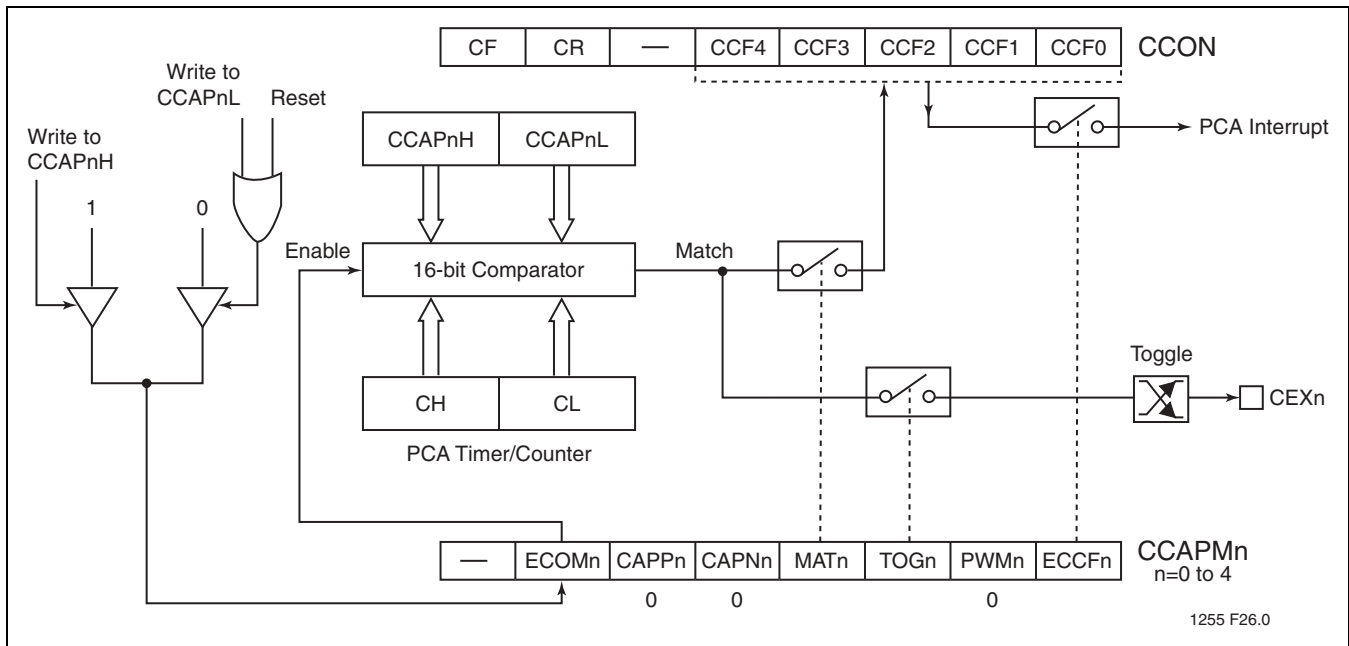 CF CR — CCF4 CCF3 CCF2 CCF1 CCF0 CCON
Write to
CCAPnL Reset
Write to
CCAPnH
CCAPnH CCAPnL
PCA Interrupt
1 0
Enable
16-bit Comparator
Match
Toggle
CH CL
CEXn
PCA Timer/Counter
— ECOMn CAPPn CAPNn MATn TOGn PWMn ECCFn CCAPMn
n=0 to 4
0 0 0
1255 F26.0